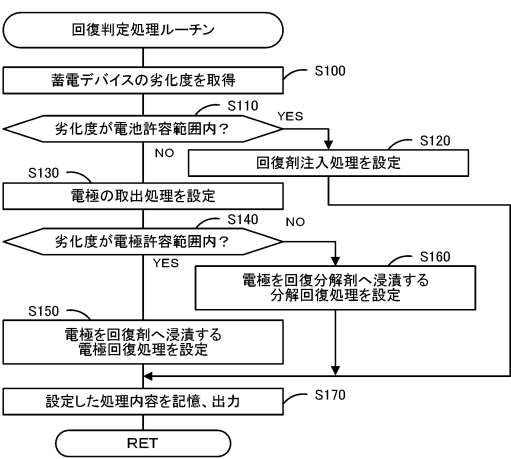 回復判定処理ルーチン
蓄電デバイスの劣化度を取得
S100
劣化度が電池許容範囲内？
S110
YES
NO
回復剤注入処理を設定
S120
S130
電極の取出処理を設定
劣化度が電極許容範囲内？
S140
NO
YES
S160
電極を回復分解剤へ浸漬する
分解回復処理を設定
S150
電極を回復剤へ浸漬する
電極回復処理を設定
設定した処理内容を記憶、出力
S170
RET